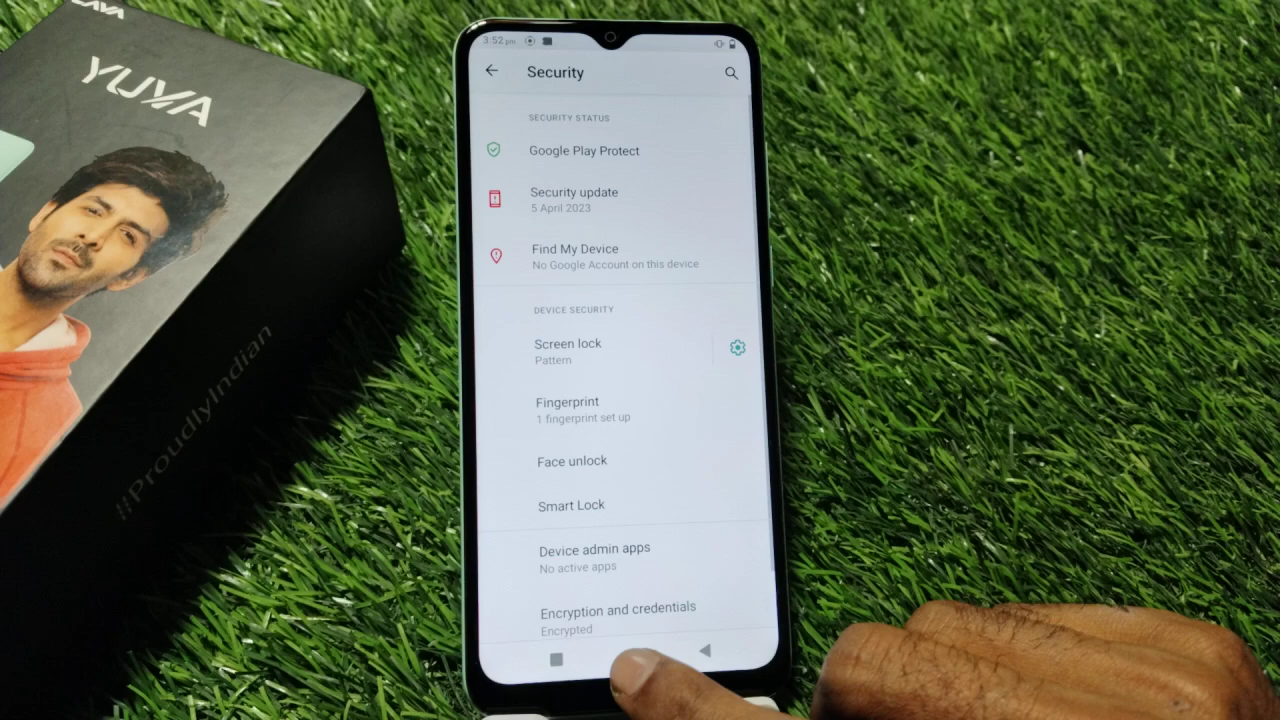 LAVA
YUVA
#ProudlyIndian
3:52 pm
Security
SECURITY STATUS
Google Play Protect
Security update
5 April 2023
Find My Device
No Google Account on this device
DEVICE SECURITY
Screen lock
Pattern
Fingerprint
1 fingerprint set up
Face unlock
Smart Lock
Device admin apps
No active apps
Encryption and credentials
Encrypted